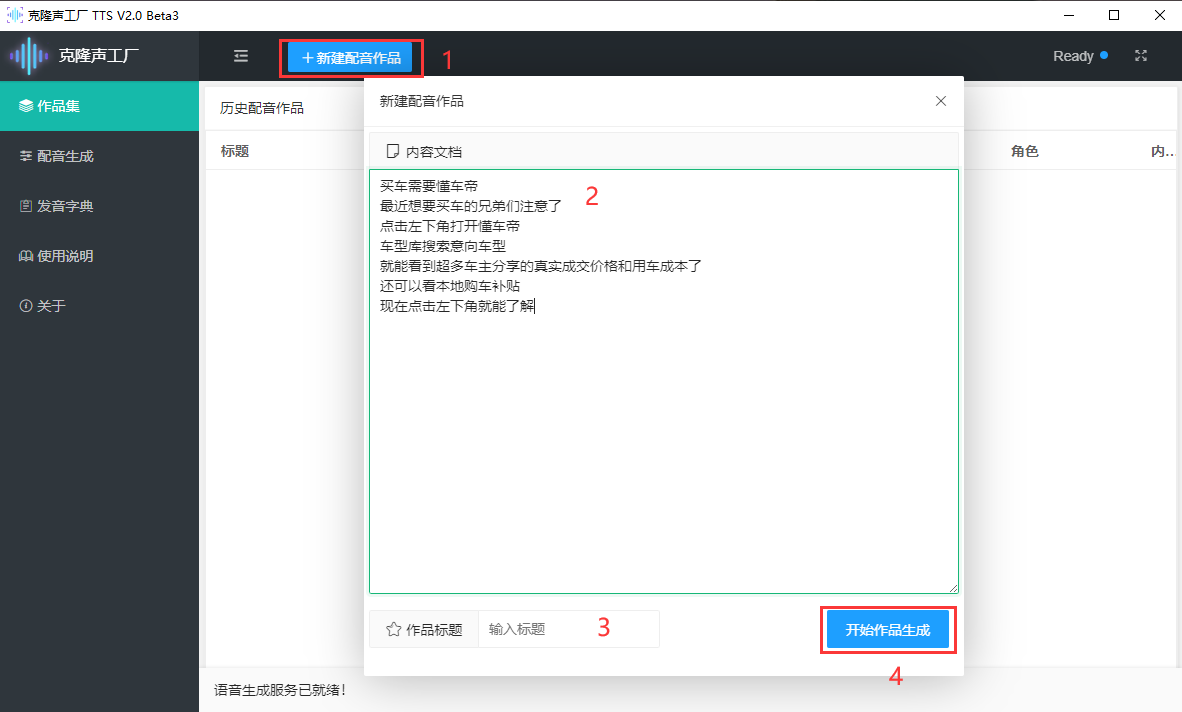 克隆声工厂 TTS V2.0 Beta3
克隆声工厂
+新建配音作品
1
Ready
作品集
配音生成
发音字典
使用说明
关于
历史配音作品
标题
角色
内...
新建配音作品
内容文档
买车需要懂车帝
2
最近想要买车的兄弟们注意了
点击左下角打开懂车帝
车型库搜索意向车型
就能看到超多车主分享的真实成交价格和用车成本了
还可以看本地购车补贴
现在点击左下角就能了解
作品标题
输入标题
3
开始作品生成
4
语音生成服务已就绪!